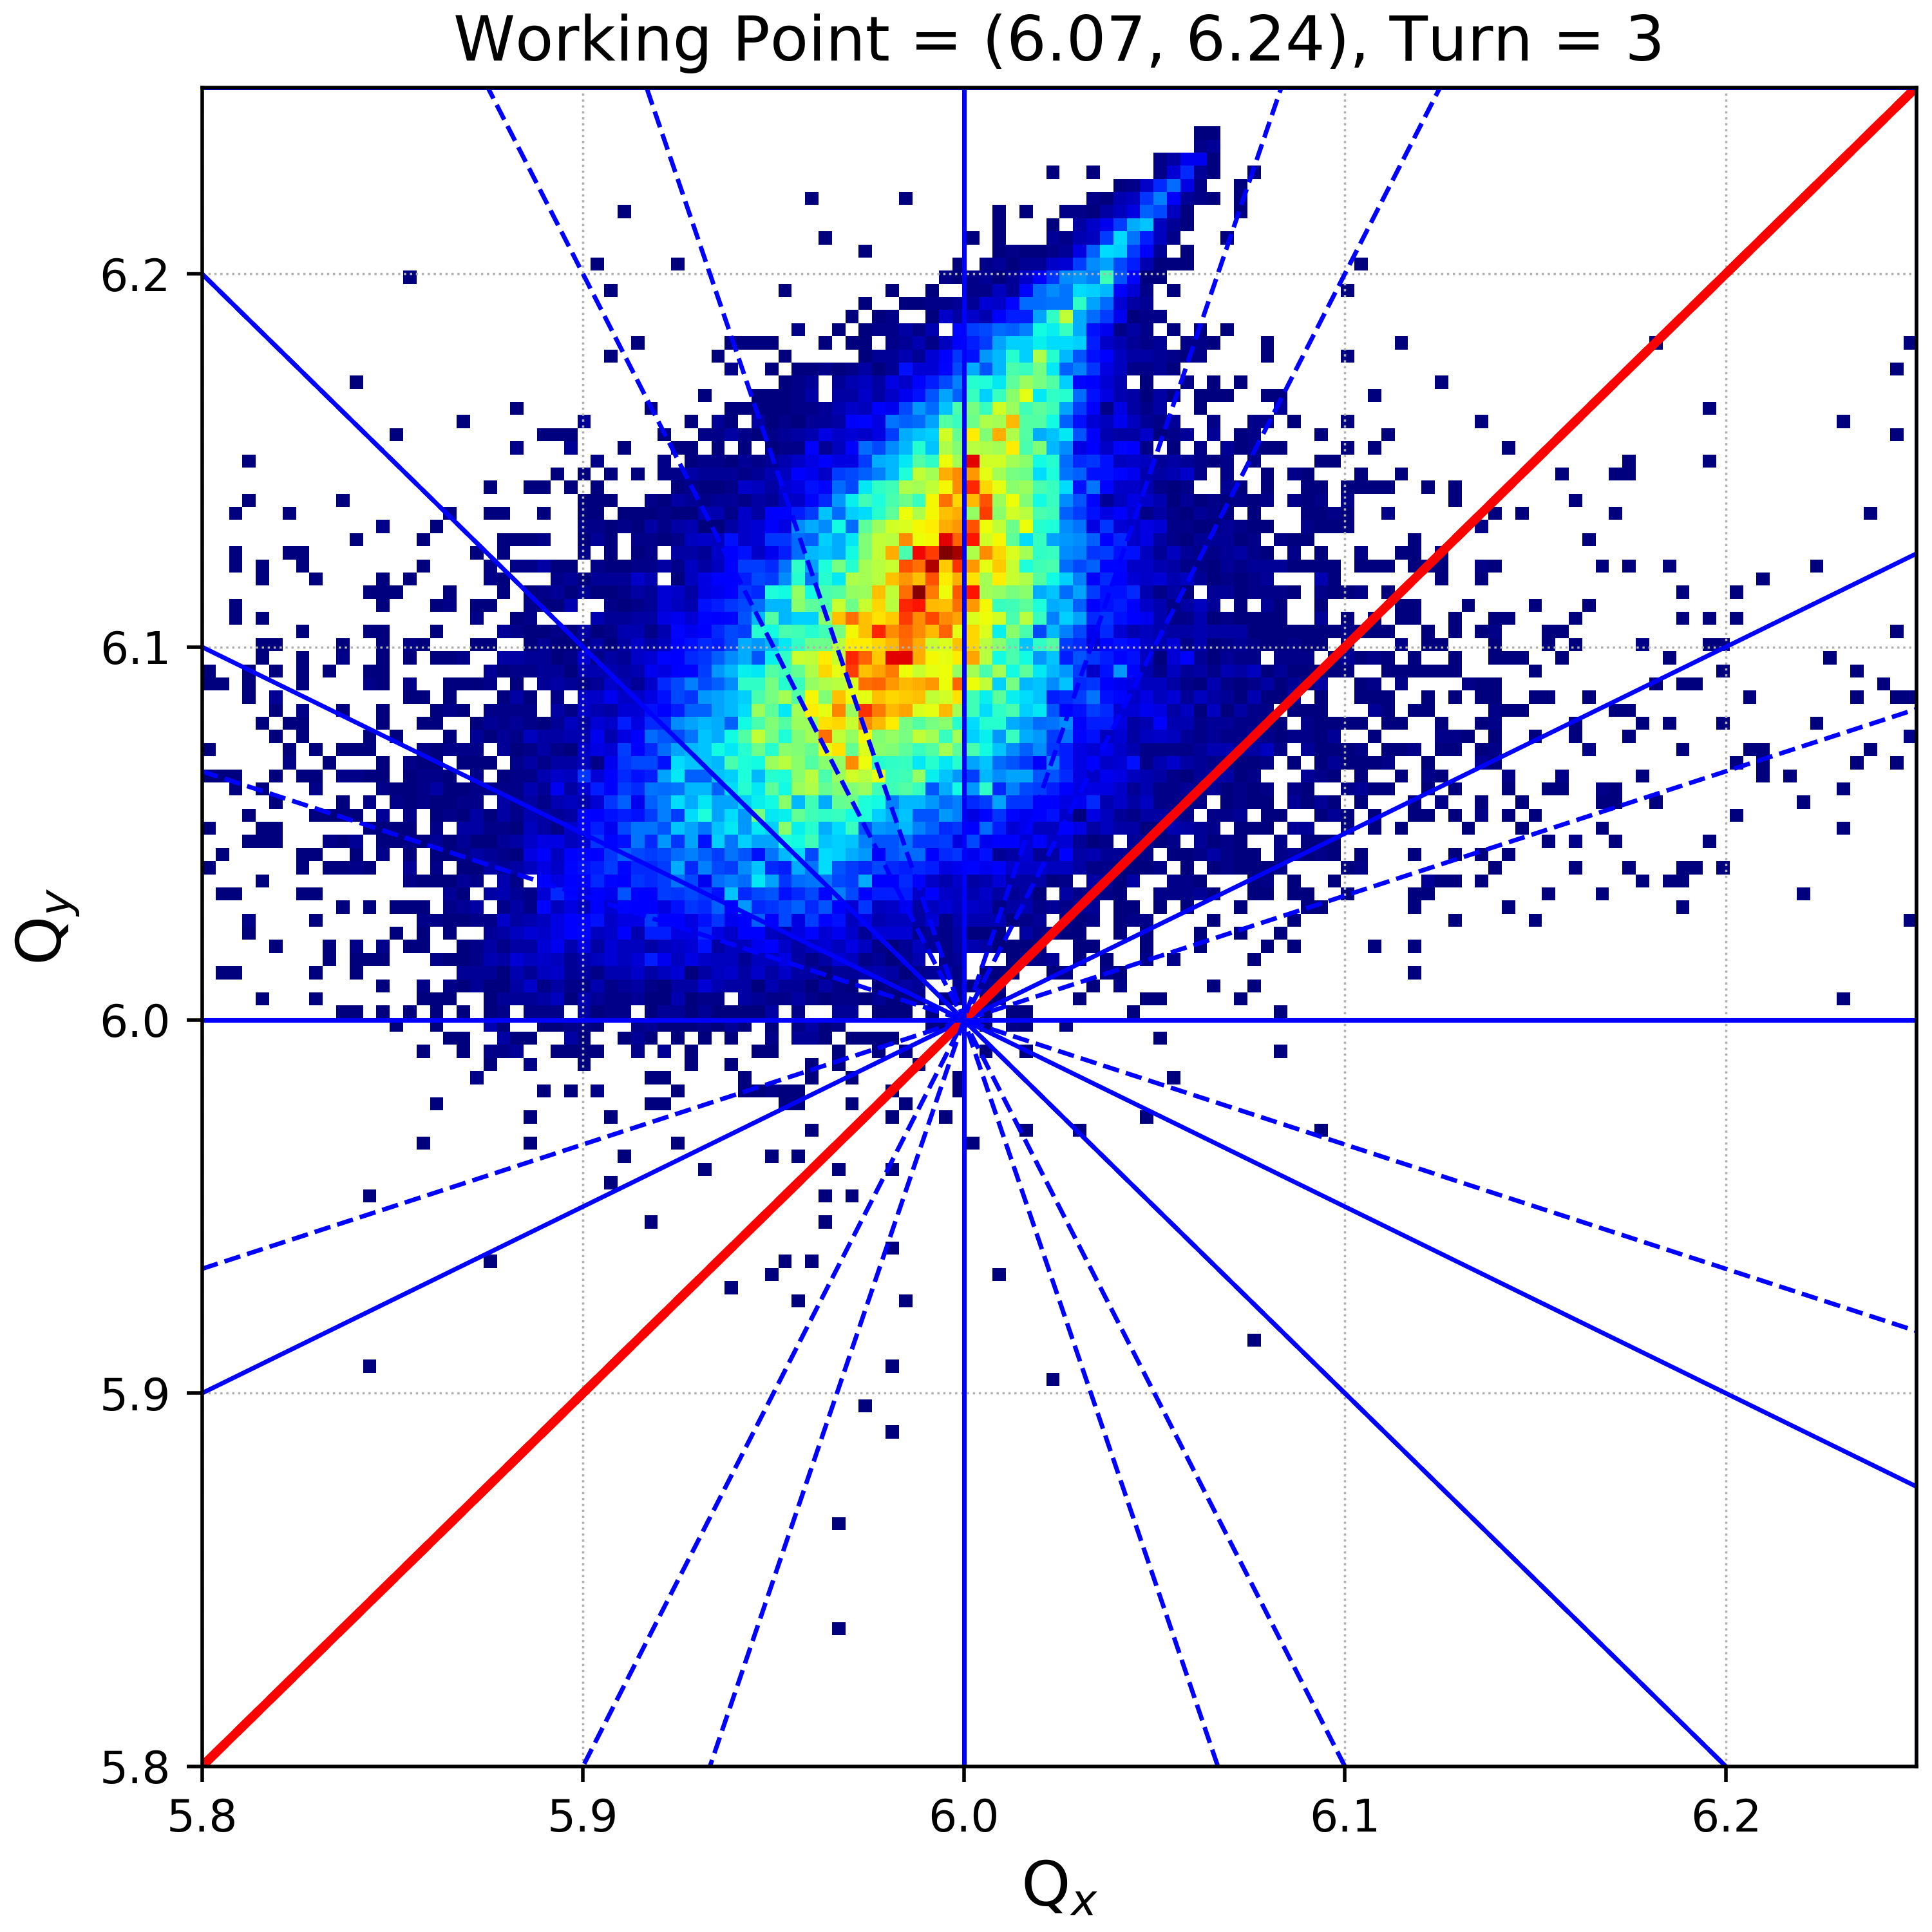 Working Point = (6.07, 6.24), Turn = 3
6.2
6.1
6.0
5.9
5.8
Qy
5.8 5.9 6.0 6.1 6.2
Qx